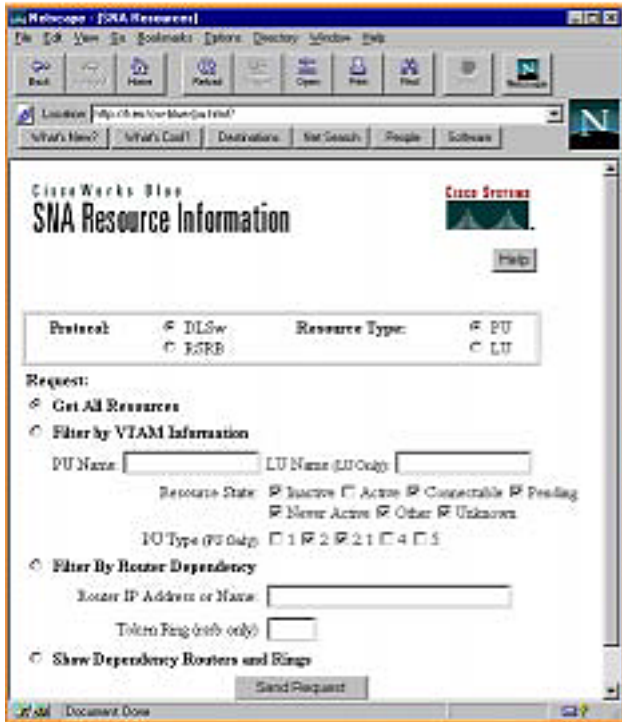 Netscape - [SNA Resources]
File Edit View Go Bookmarks Options Directory Window Help
Back Home Reload Open Print Find Netscape
Location:
What's New? What's Cool? Destinations Net Search People Software
CiscoWorks Blue
SNA Resource Information
CISCO SYSTEMS
Help
Protocol: DLSw Resource Type: PU
RSRB LU
Request:
Get All Resources
Filter by VTAM Information
PU Name: LU Name (LU Only):
Resource State: Inactive Active Connectable Pending
Never Active Other Unknown
PU Type (PU Only): 1 2 2.1 4 5
Filter By Router Dependency
Router IP Address or Name:
Token Ring (rsrb only):
Show Dependency Routers and Rings
Send Request
Document: Done